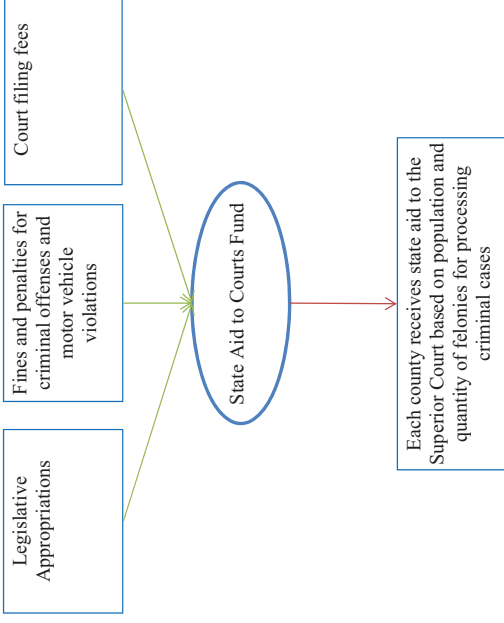 Legislative
Appropriations
Fines and penalties for
criminal offenses and
motor vehicle
violations
Court filing fees
State Aid to Courts Fund
Each county receives state aid to the
Superior Court based on population and
quantity of felonies for processing
criminal cases